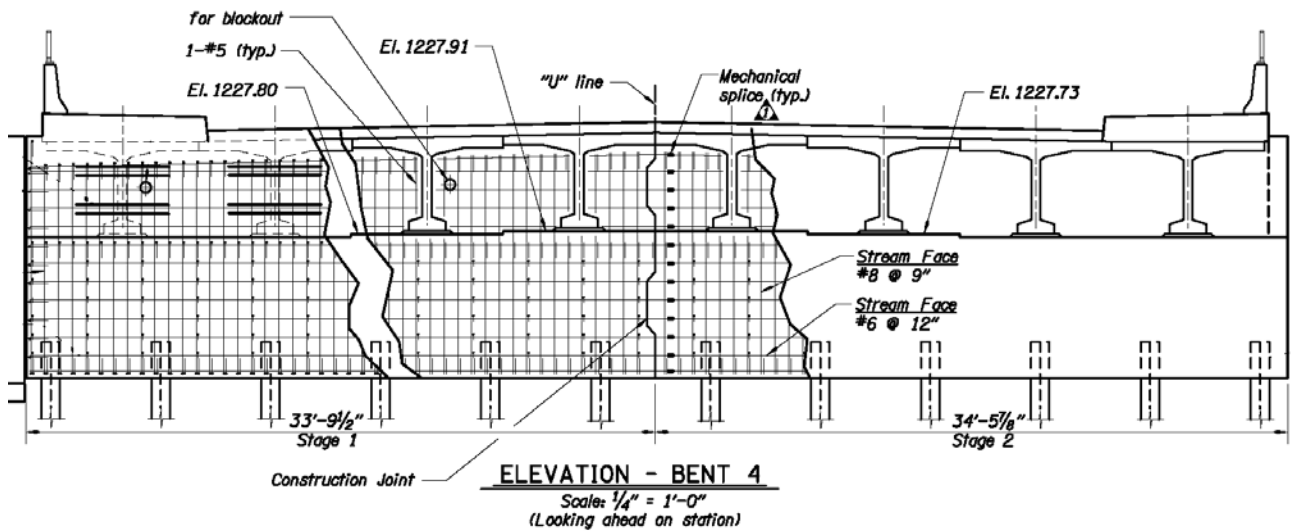 for blockout
1-#5 (typ.)
El. 1227.80
El. 1227.91
"U" line
Mechanical
splice (typ.)
1
El. 1227.73
Stream Face
#8 @ 9"
Stream Face
#6 @ 12"
33'-9½"
Stage 1
34'-5⅞"
Stage 2
Construction Joint
ELEVATION - BENT 4
Scale: ¼" = 1'-0"
(Looking ahead on station)